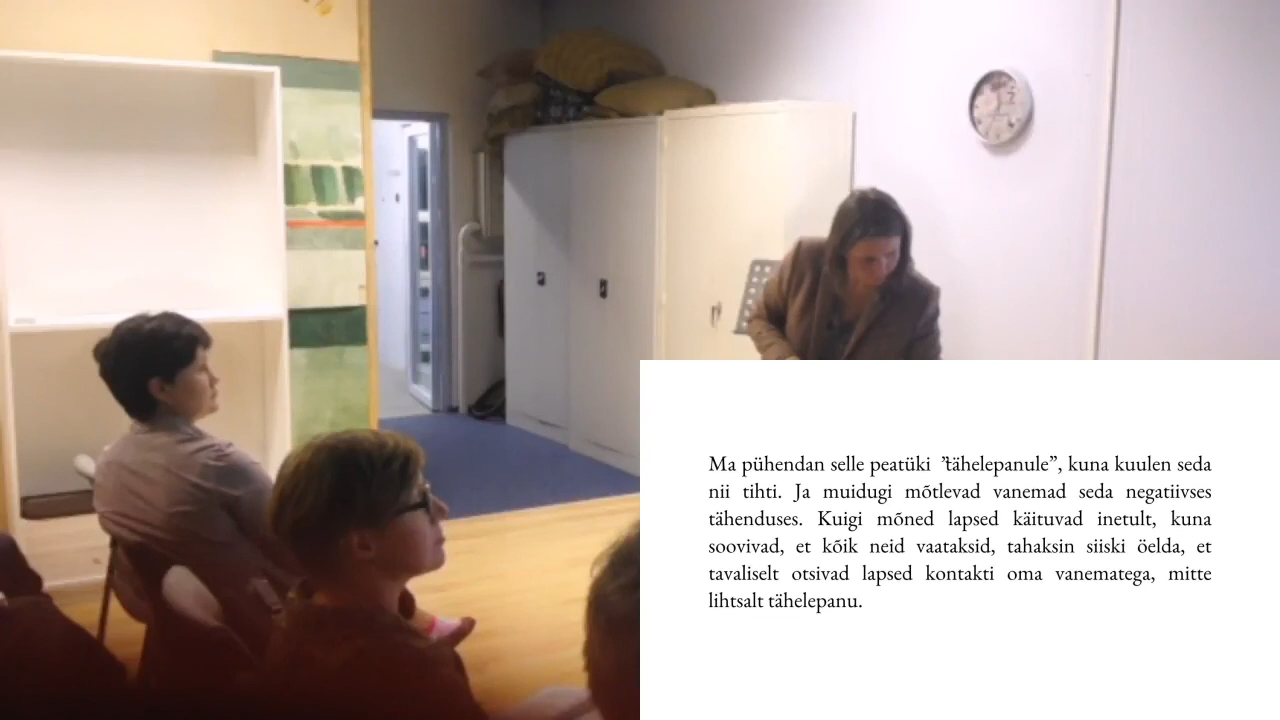 Ma pühendan selle peatüki ”tähelepanule”, kuna kuulen seda
nii tihti. Ja muidugi mõtlevad vanemad seda negatiivses
tähenduses. Kuigi mõned lapsed käituvad inetult, kuna
soovivad, et kõik neid vaataksid, tahaksin siiski öelda, et
tavaliselt otsivad lapsed kontakti oma vanematega, mitte
lihtsalt tähelepanu.